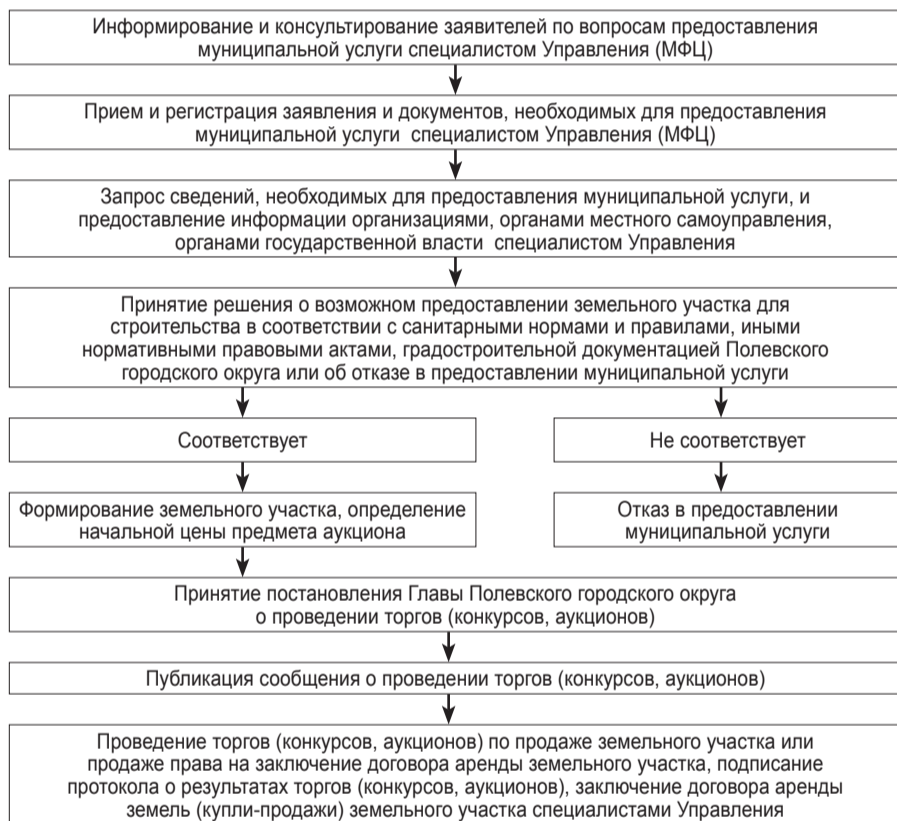 Информирование и консультирование заявителей по вопросам предоставления
муниципальной услуги специалистом Управления (МФЦ)
Прием и регистрация заявления и документов, необходимых для предоставления
муниципальной услуги специалистом Управления (МФЦ)
Запрос сведений, необходимых для предоставления муниципальной услуги, и
предоставление информации организациями, органами местного самоуправления,
органами государственной власти специалистом Управления
Принятие решения о возможном предоставлении земельного участка для
строительства в соответствии с санитарными нормами и правилами, иными
нормативными правовыми актами, градостроительной документацией Полевского
городского округа или об отказе в предоставлении муниципальной услуги
Соответствует
Не соответствует
Формирование земельного участка, определение
начальной цены предмета аукциона
Отказ в предоставлении
муниципальной услуги
Принятие постановления Главы Полевского городского округа
о проведении торгов (конкурсов, аукционов)
Публикация сообщения о проведении торгов (конкурсов, аукционов)
Проведение торгов (конкурсов, аукционов) по продаже земельного участка или
продаже права на заключение договора аренды земельного участка, подписание
протокола о результатах торгов (конкурсов, аукционов), заключение договора аренды
земель (купли-продажи) земельного участка специалистами Управления